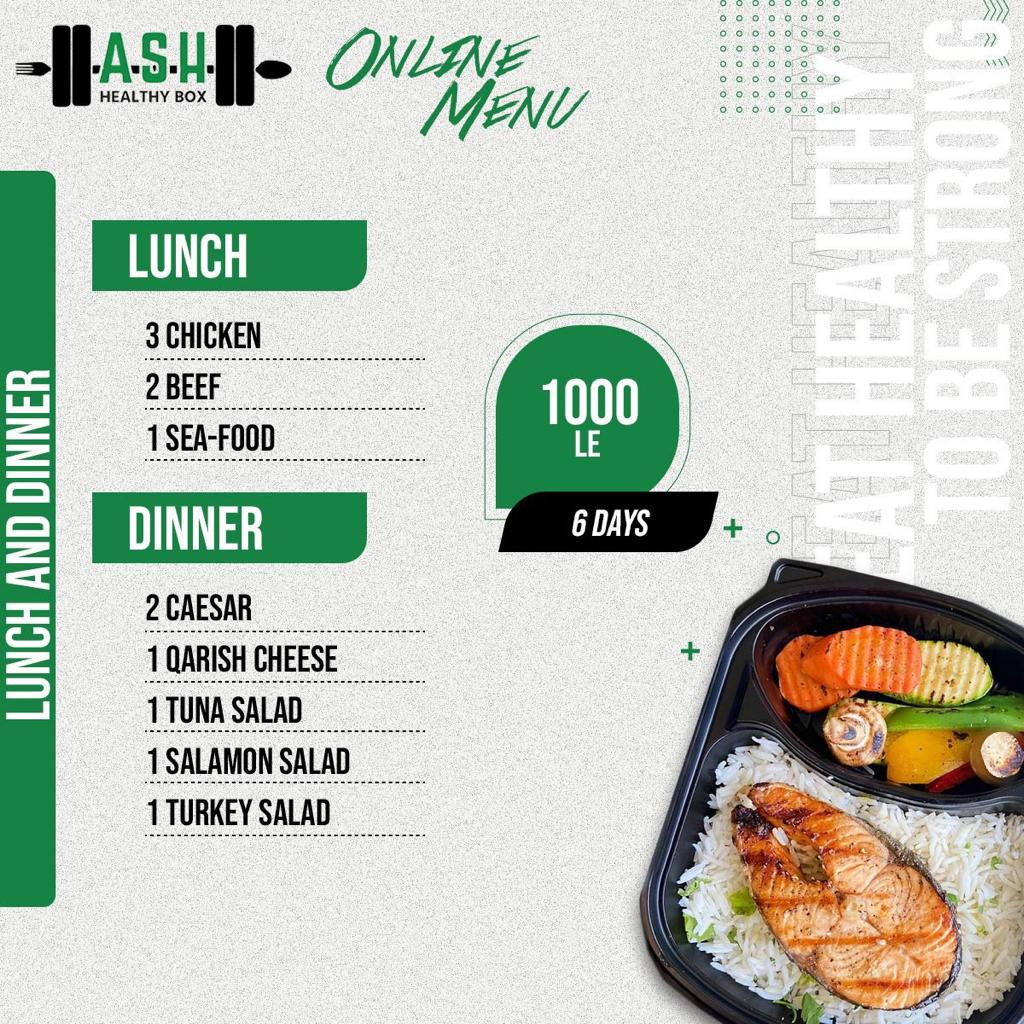 ASH
HEALTHY BOX
ONLINE
MENU
EAT HEALTHY
TO BE STRONG
LUNCH AND DINNER
LUNCH
3 CHICKEN
2 BEEF
1 SEA-FOOD
1000
LE
6 DAYS
DINNER
2 CAESAR
1 QARISH CHEESE
1 TUNA SALAD
1 SALAMON SALAD
1 TURKEY SALAD